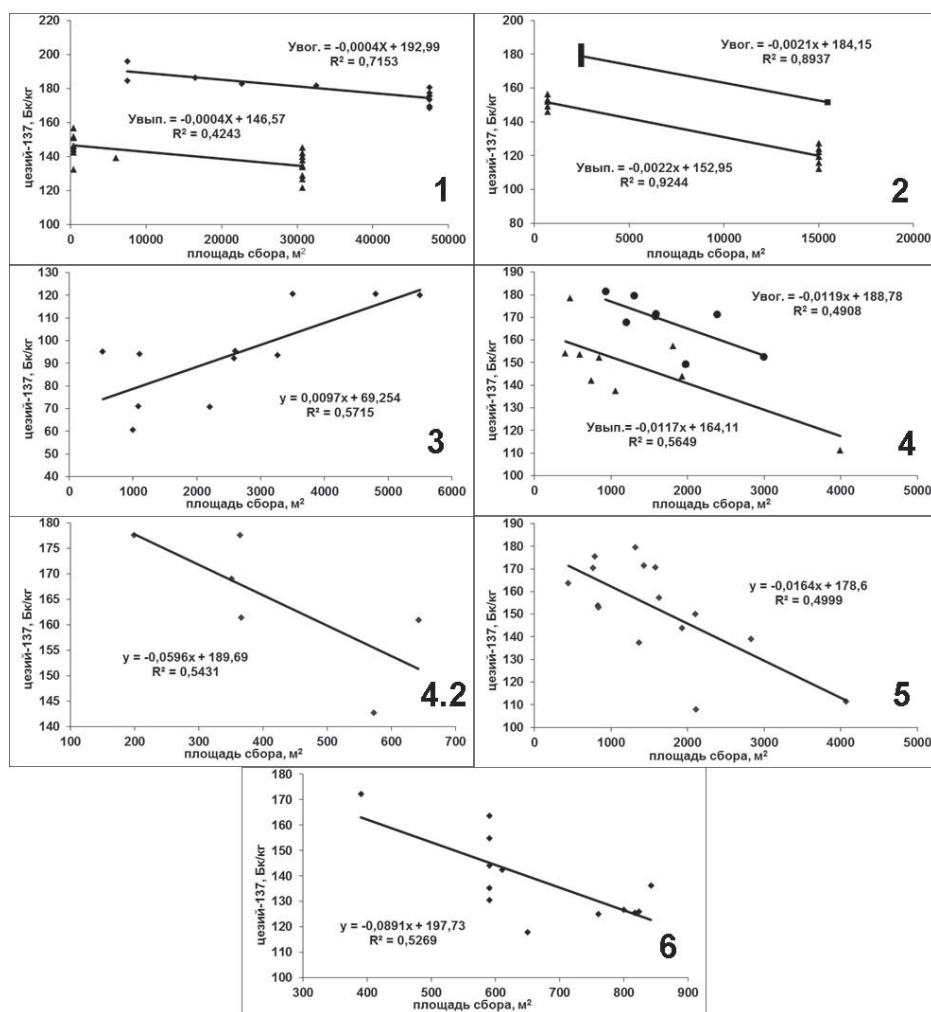 220
200
180
160
140
120
100
цезий-137, Бк/кг
Yвог. = -0,0004X + 192,99
R² = 0,7153
Yвып. = -0,0004X + 146,57
R² = 0,4243
0 10000 20000 30000 40000 50000
площадь сбора, м²
1
200
180
160
140
120
100
80
цезий-137, Бк/кг
Yвог. = -0,0021x + 184,15
R² = 0,8937
Yвып. = -0,0022x + 152,95
R² = 0,9244
0 5000 10000 15000 20000
площадь сбора, м²
2
130
120
110
100
90
80
70
60
50
40
цезий-137, Бк/кг
y = 0,0097x + 69,254
R² = 0,5715
0 1000 2000 3000 4000 5000 6000
площадь сбора, м²
3
190
180
170
160
150
140
130
120
110
100
цезий-137, Бк/кг
Yвог. = -0,0119x + 188,78
R² = 0,4908
Yвып.= -0,0117x + 164,11
R² = 0,5649
0 1000 2000 3000 4000 5000
площадь сбора, м²
4
180
175
170
165
160
155
150
145
140
цезий-137, Бк/кг
y = -0,0596x + 189,69
R² = 0,5431
100 200 300 400 500 600 700
площадь сбора, м²
4.2
190
180
170
160
150
140
130
120
110
100
цезий-137, Бк/кг
y = -0,0164x + 178,6
R² = 0,4999
0 1000 2000 3000 4000 5000
площадь сбора, м²
5
180
170
160
150
140
130
120
110
100
цезий-137, Бк/кг
y = -0,0891x + 197,73
R² = 0,5269
300 400 500 600 700 800 900
площадь сбора, м²
6